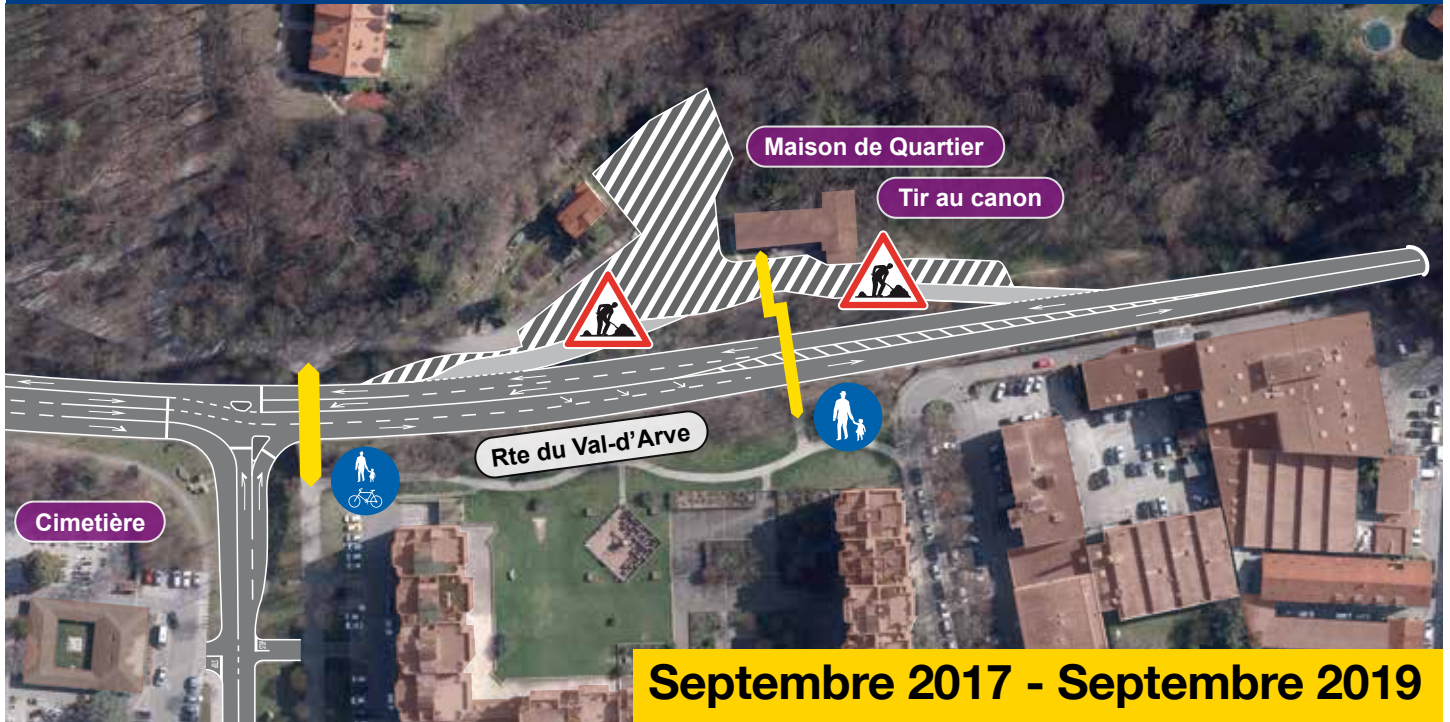 Maison de Quartier
Tir au canon
Rte du Val-d'Arve
Cimetière
Septembre 2017 - Septembre 2019